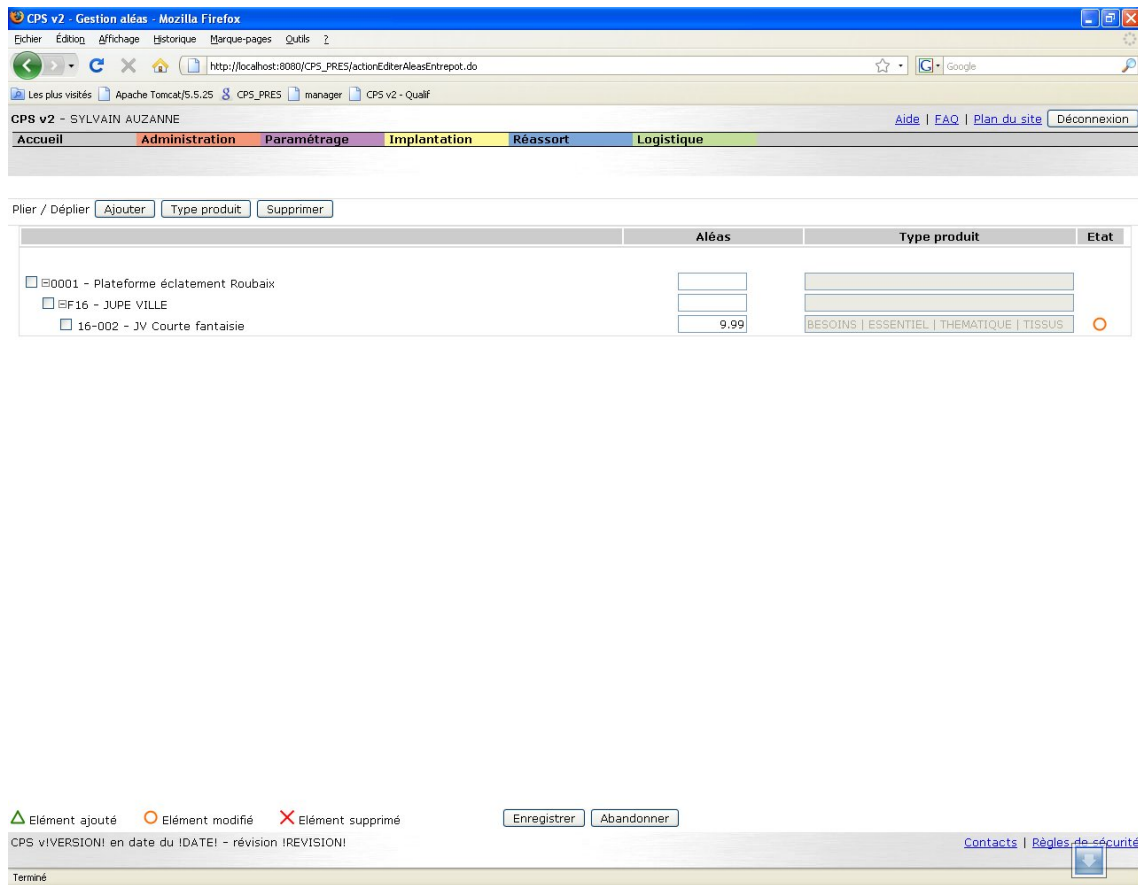 CPS v2 - Gestion aléas - Mozilla Firefox
Fichier Édition Affichage Historique Marque-pages Outils ?
http://localhost:8080/CPS_PRES/actionEditerAleasEntrepot.do
G Google
Les plus visités Apache Tomcat/5.5.25 CPS_PRES manager CPS v2 - Qualif
CPS v2 - SYLVAIN AUZANNE Aide | FAQ | Plan du site Déconnexion
Accueil Administration Paramétrage Implantation Réassort Logistique
Plier / Déplier Ajouter Type produit Supprimer
Aléas Type produit Etat
0001 - Plateforme éclatement Roubaix
F16 - JUPE VILLE
16-002 - JV Courte fantaisie 9.99 BESOINS | ESSENTIEL | THEMATIQUE | TISSUS
Elément ajouté Elément modifié Elément supprimé Enregistrer Abandonner
CPS v!VERSION! en date du !DATE! - révision !REVISION! Contacts | Règles de sécurité
Terminé